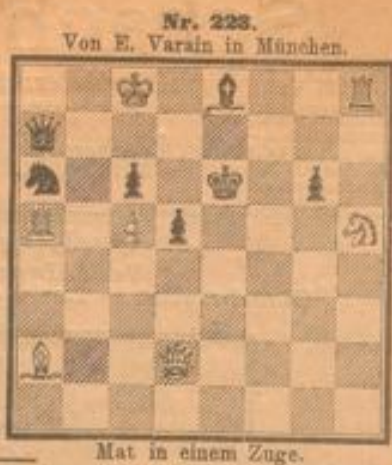 Nr. 223.
Von E. Varain in München.
Mat in einem Zuge.